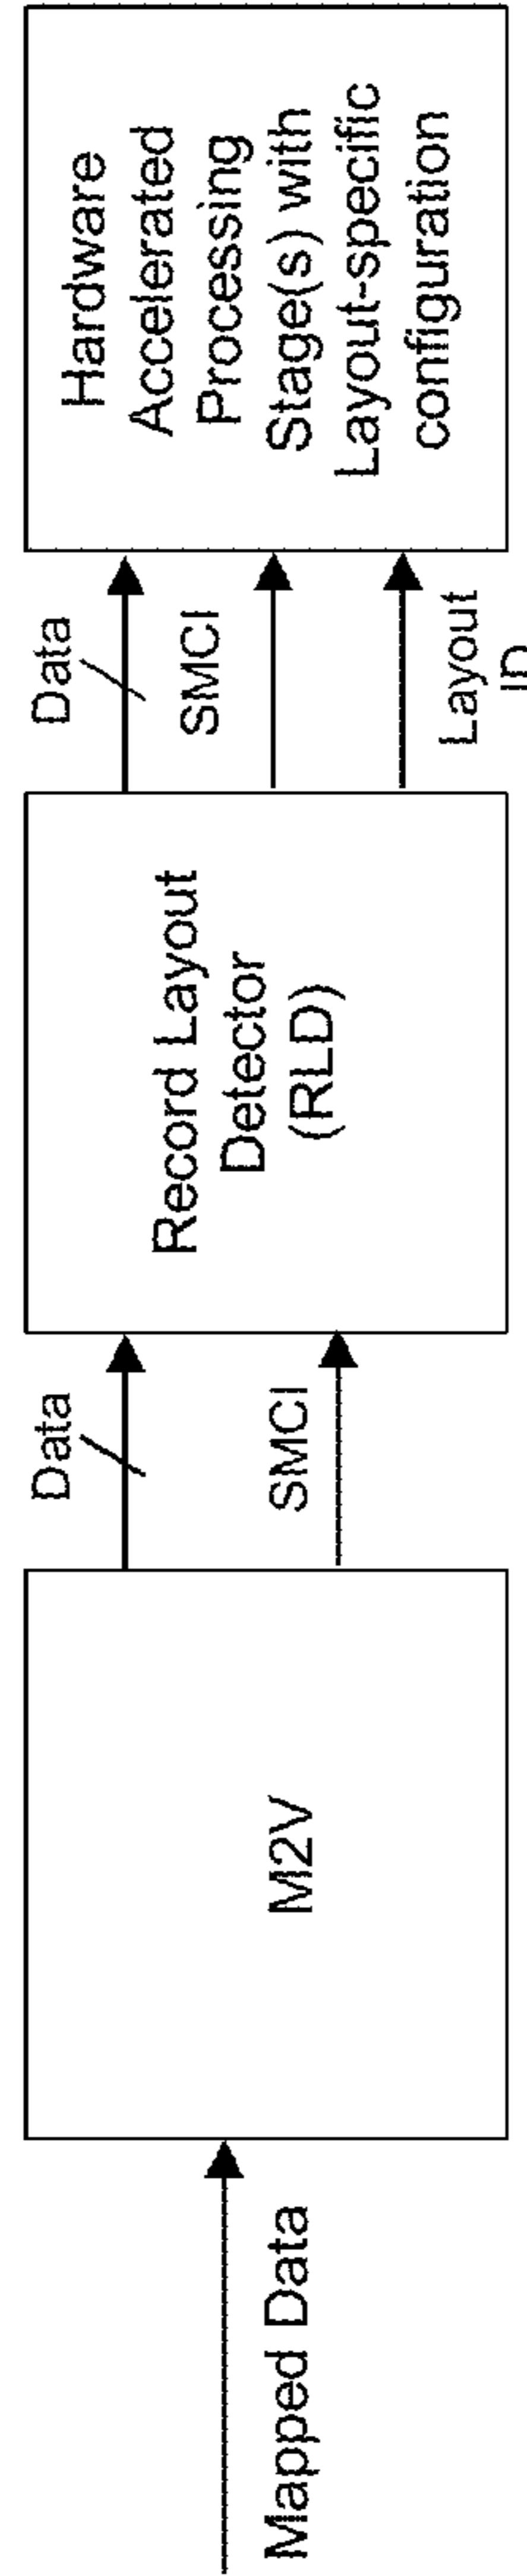 Mapped Data
M2V
Data
SMCI
Record Layout
Detector
(RLD)
Data
SMCI
Layout
ID
Hardware
Accelerated
Processing
Stage(s) with
Layout-specific
configuration